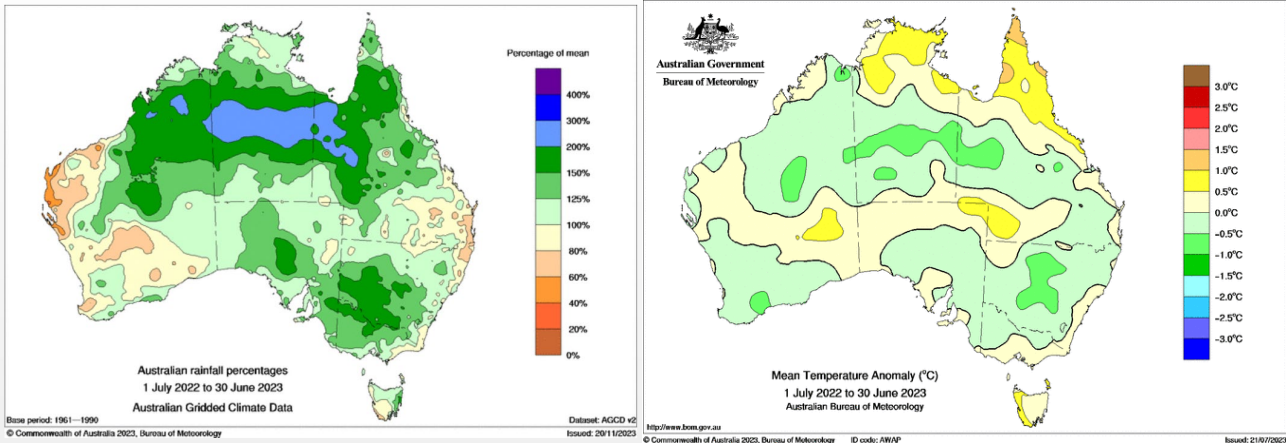 Percentage of mean
400%
300%
200%
150%
125%
100%
80%
60%
40%
20%
0%
Australian rainfall percentages
1 July 2022 to 30 June 2023
Australian Gridded Climate Data
Base period: 1961—1990
Dataset: AGCD v2
© Commonwealth of Australia 2023, Bureau of Meteorology
Issued: 20/11/2023
Australian Government
Bureau of Meteorology
3.0°C
2.5°C
2.0°C
1.5°C
1.0°C
0.5°C
0.0°C
-0.5°C
-1.0°C
-1.5°C
-2.0°C
-2.5°C
-3.0°C
Mean Temperature Anomaly (°C)
1 July 2022 to 30 June 2023
Australian Bureau of Meteorology
http://www.bom.gov.au
© Commonwealth of Australia 2023, Bureau of Meteorology
ID code: AWAP
Issued: 21/07/2023